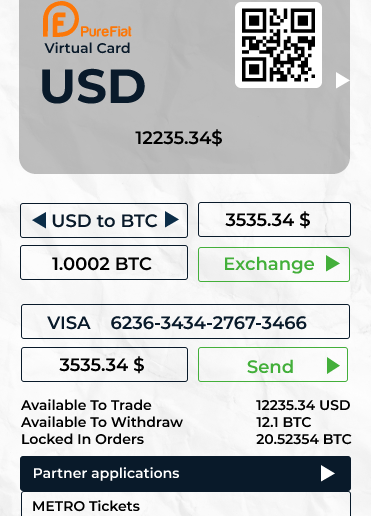 PureFiat
Virtual Card
USD
12235.34$
USD to BTC
3535.34 $
1.0002 BTC
Exchange
VISA 6236-3434-2767-3466
3535.34 $
Send
Available To Trade 12235.34 USD
Available To Withdraw 12.1 BTC
Locked In Orders 20.52354 BTC
Partner applications
METRO Tickets